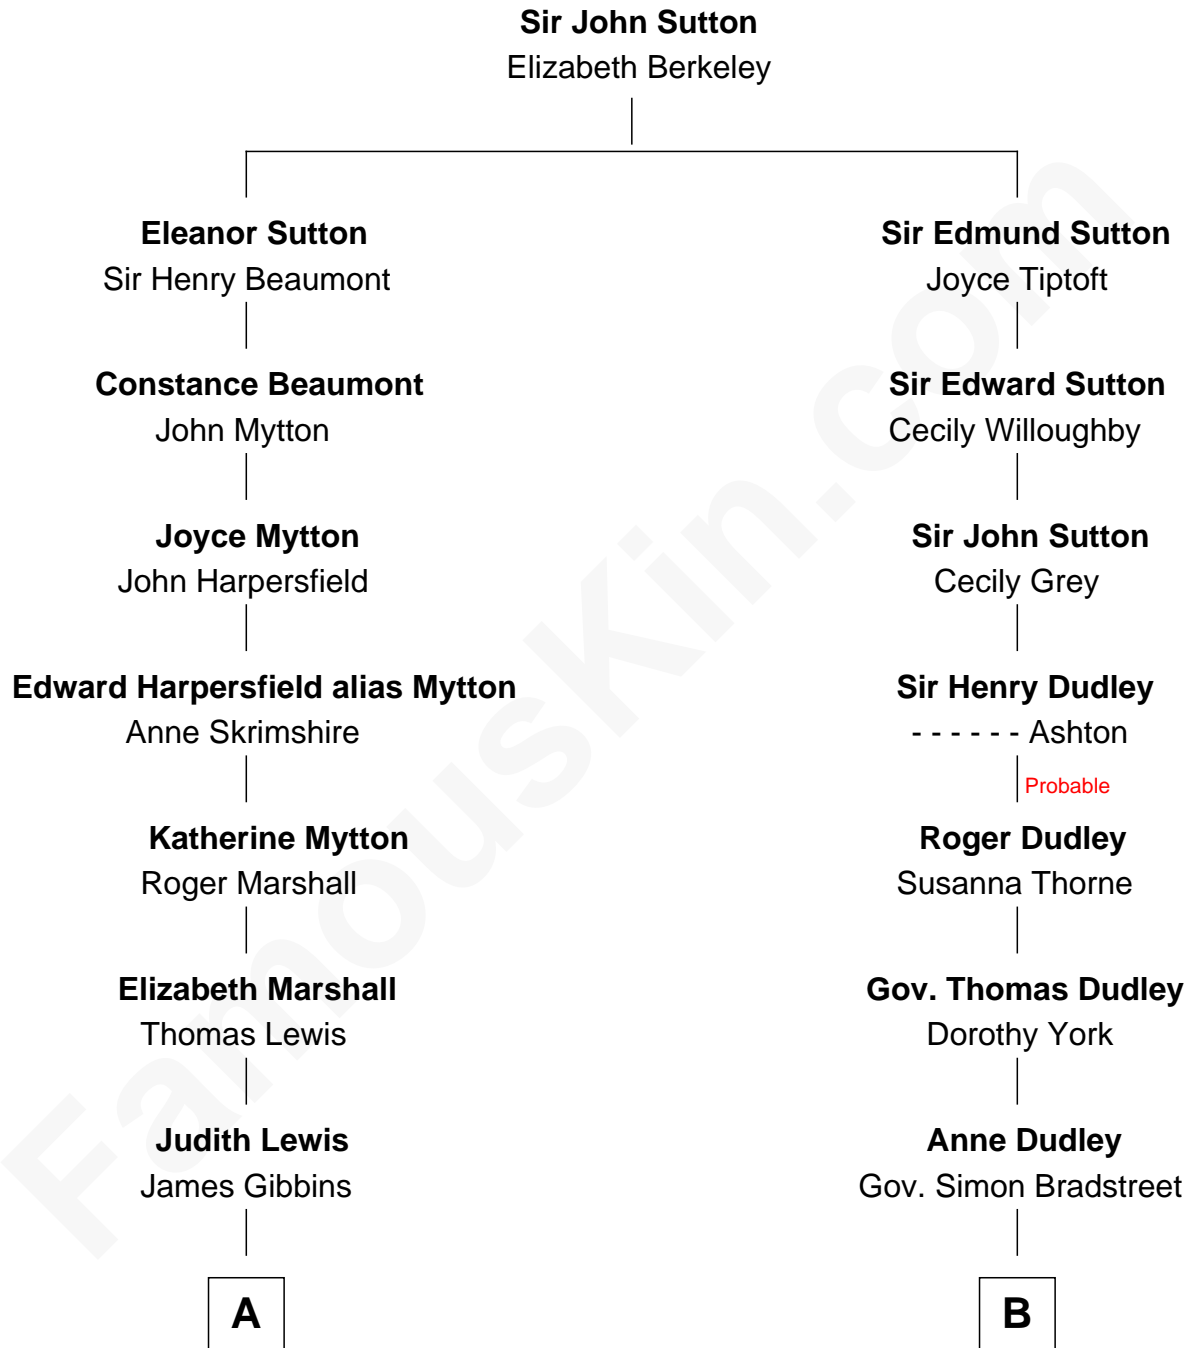 Sir John Sutton
Elizabeth Berkeley
Eleanor Sutton
Sir Henry Beaumont
Constance Beaumont
John Mytton
Joyce Mytton
John Harpersfield
Edward Harpersfield alias Mytton
Anne Skrimshire
Katherine Mytton
Roger Marshall
Elizabeth Marshall
Thomas Lewis
Judith Lewis
James Gibbins
A
Sir Edmund Sutton
Joyce Tiptoft
Sir Edward Sutton
Cecily Willoughby
Sir John Sutton
Cecily Grey
Sir Henry Dudley
- - - - - - Ashton
Probable
Roger Dudley
Susanna Thorne
Gov. Thomas Dudley
Dorothy York
Anne Dudley
Gov. Simon Bradstreet
B
FamousKin.com